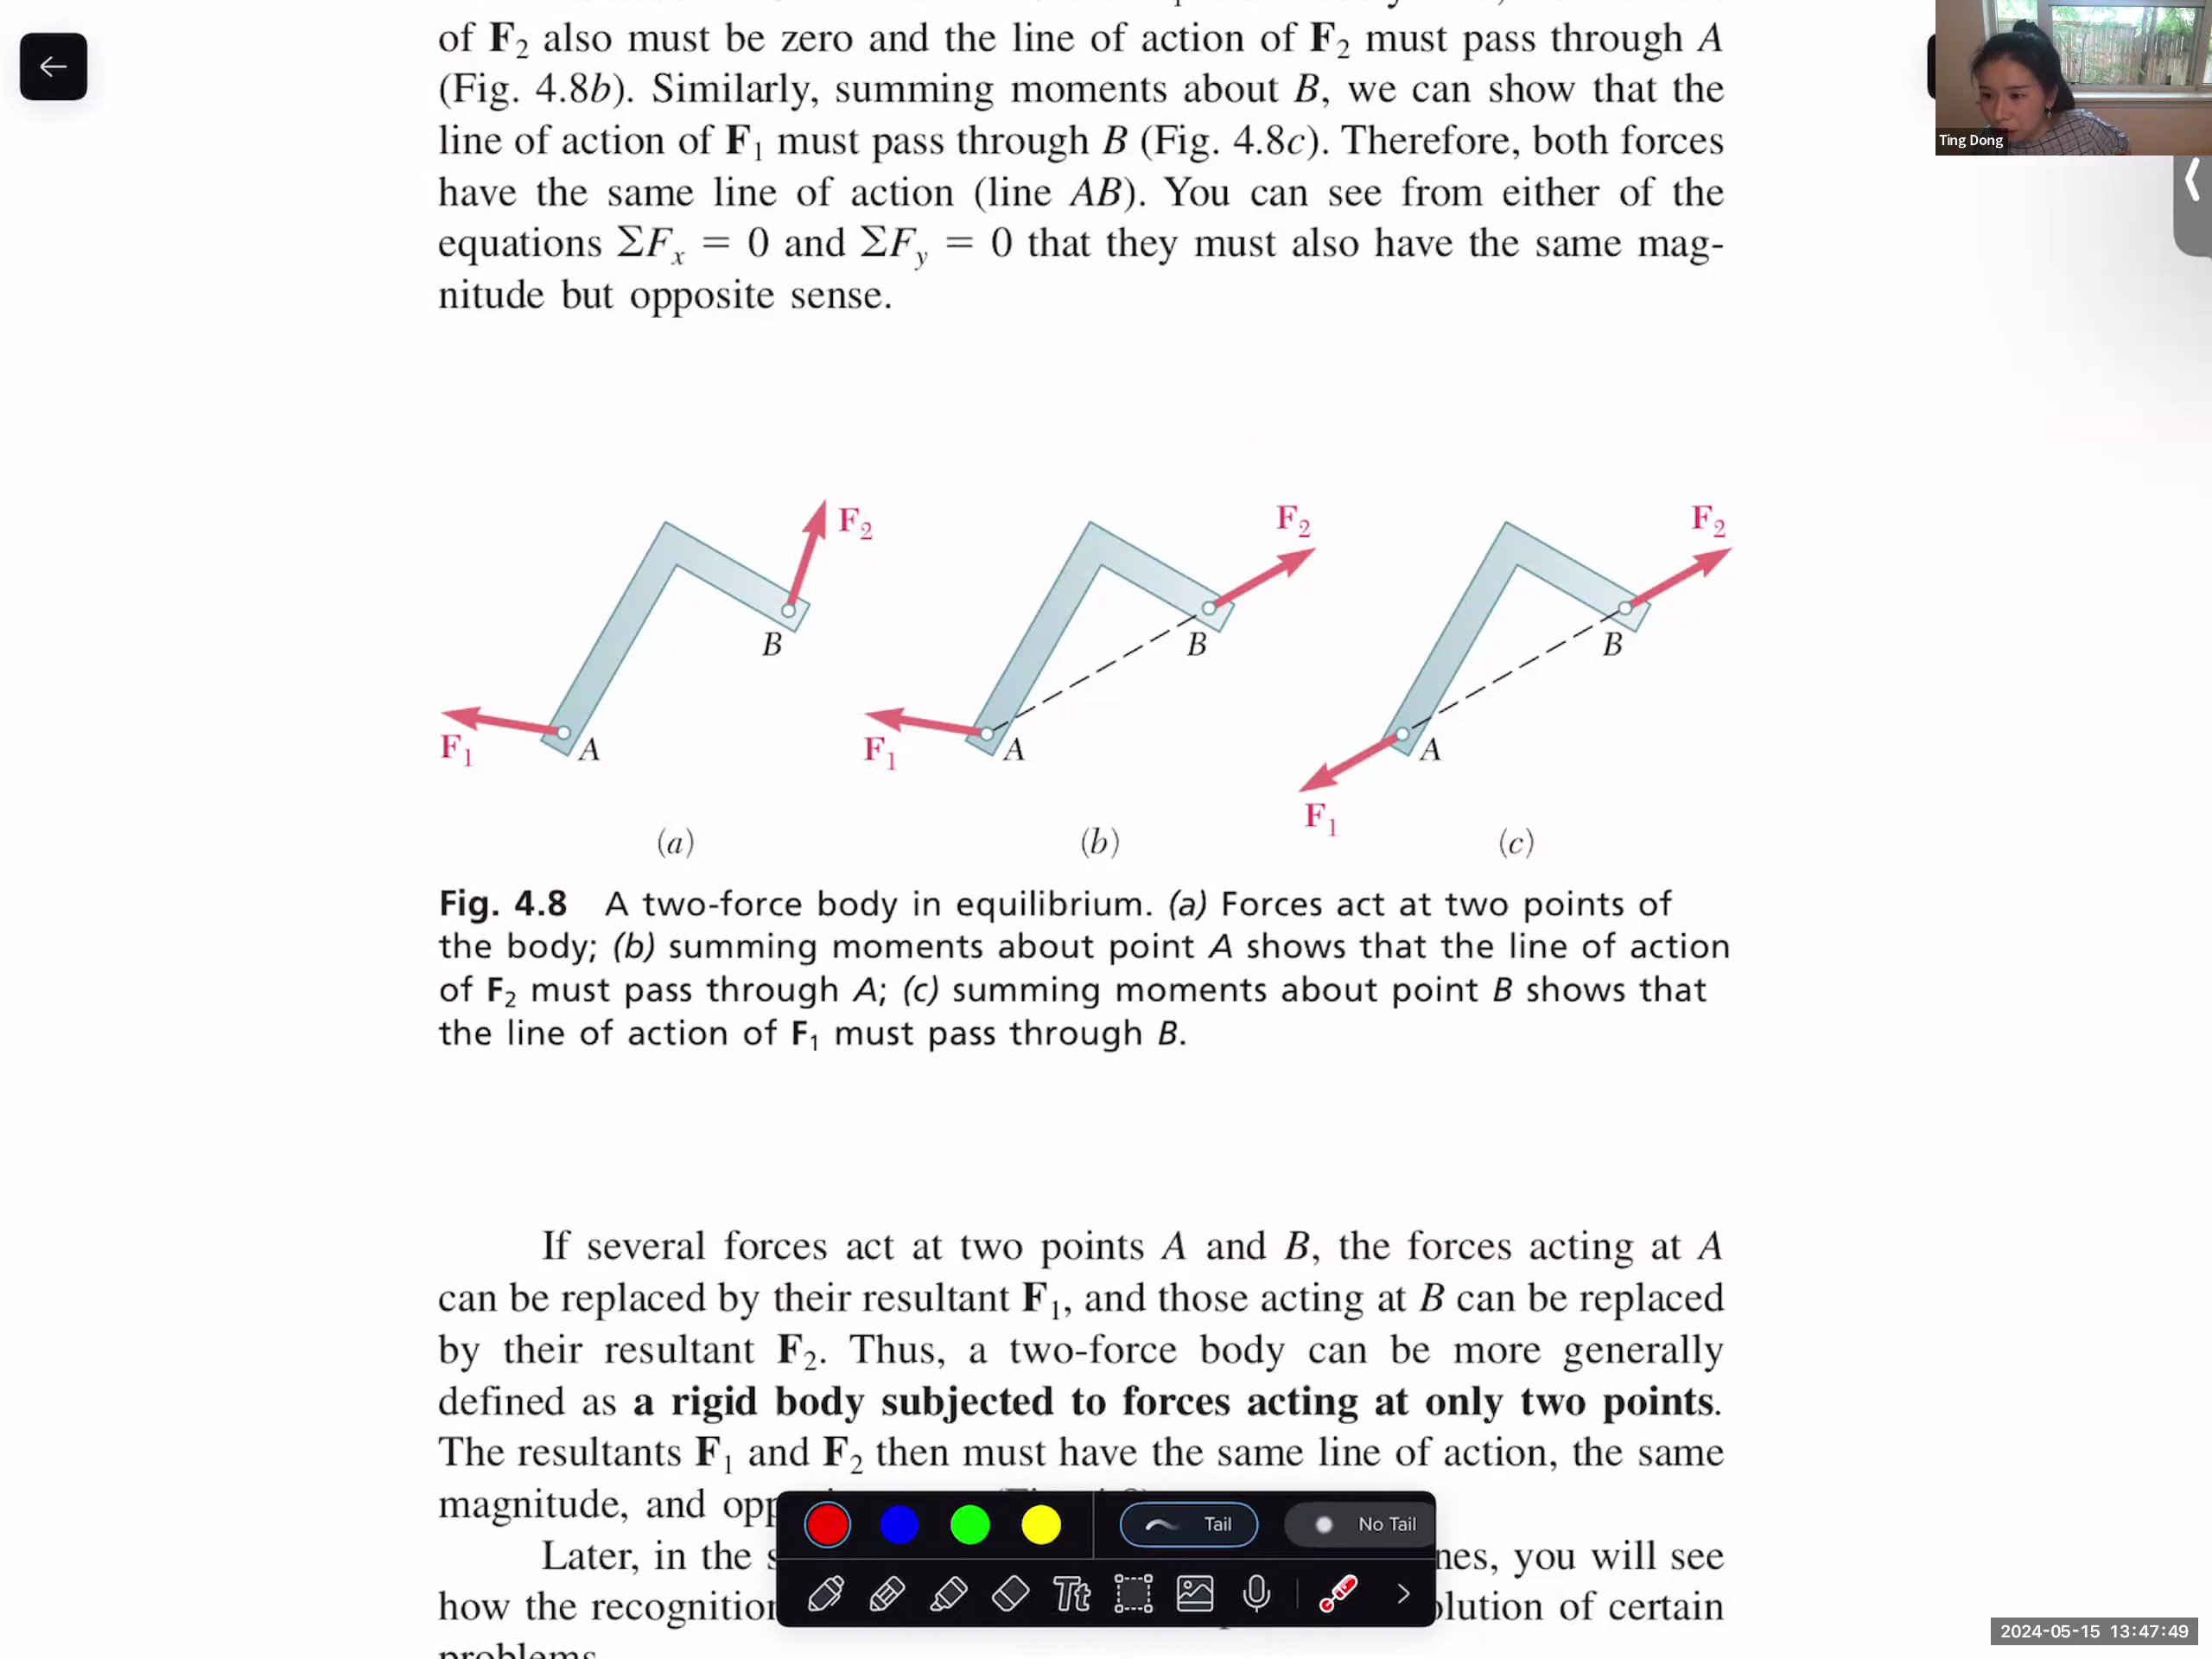 of F₂ also must be zero and the line of action of F₂ must pass through A
(Fig. 4.8b). Similarly, summing moments about B, we can show that the
line of action of F₁ must pass through B (Fig. 4.8c). Therefore, both forces
have the same line of action (line AB). You can see from either of the
equations ΣFₓ = 0 and ΣF_y = 0 that they must also have the same mag-
nitude but opposite sense.
Ting Dong
F₂
B
F₁
A
(a)
F₂
B
F₁
A
(b)
F₂
B
A
F₁
(c)
Fig. 4.8 A two-force body in equilibrium. (a) Forces act at two points of
the body; (b) summing moments about point A shows that the line of action
of F₂ must pass through A; (c) summing moments about point B shows that
the line of action of F₁ must pass through B.
If several forces act at two points A and B, the forces acting at A
can be replaced by their resultant F₁, and those acting at B can be replaced
by their resultant F₂. Thus, a two-force body can be more generally
defined as a rigid body subjected to forces acting at only two points.
The resultants F₁ and F₂ then must have the same line of action, the same
magnitude, and opp
Tail
No Tail
Later, in the s nes, you will see
Tt
how the recognition olution of certain
problems.
2024-05-15 13:47:49